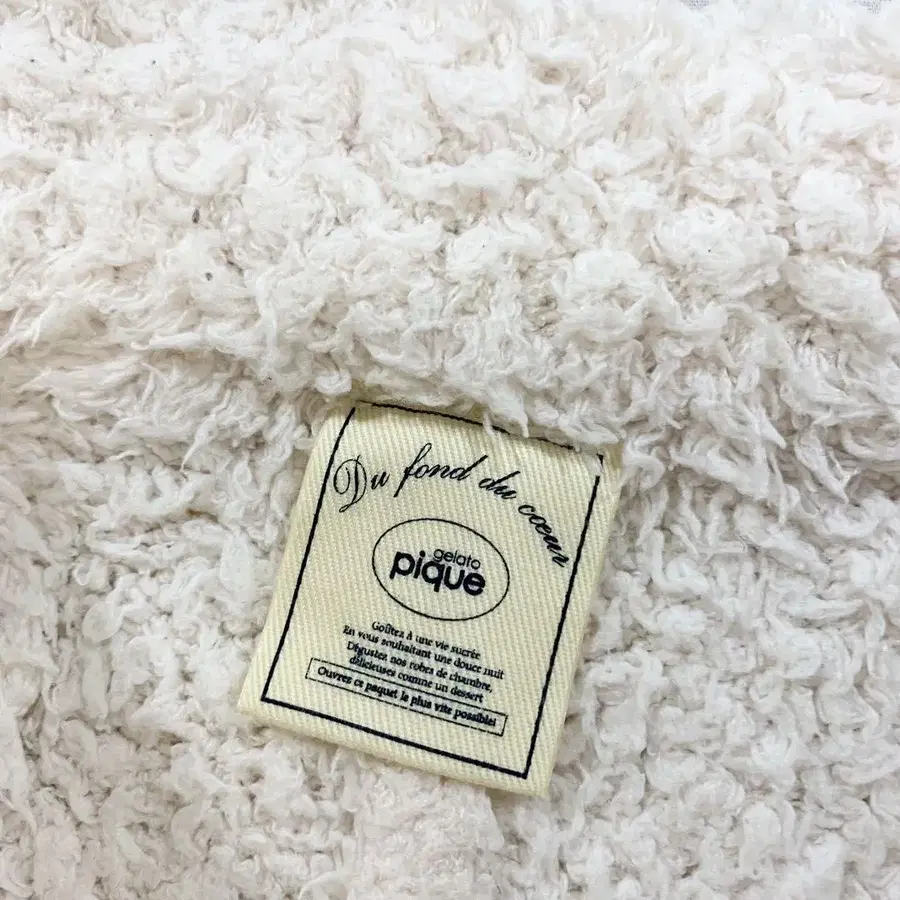 Du fond du cœur
gelato
pique
Goûtez à une vie sucrée
En vous souhaitant une douce nuit
Dégustez nos robes de chambre,
délicieuses comme un dessert
Ouvrez ce paquet le plus vite possible!